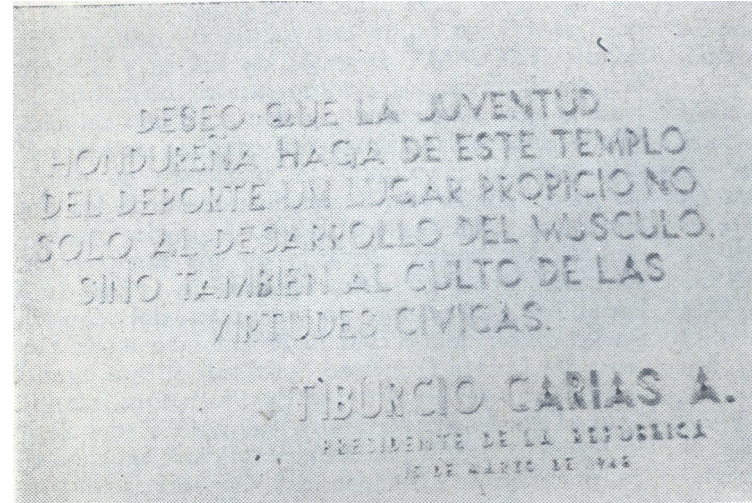 DESEO QUE LA JUVENTUD
HONDUREÑA HAGA DE ESTE TEMPLO
DEL DEPORTE UN LUGAR PROPICIO NO
SOLO AL DESARROLLO DEL MUSCULO,
SINO TAMBIEN AL CULTO DE LAS
VIRTUDES CIVICAS.
TIBURCIO CARIAS A.
PRESIDENTE DE LA REPUBLICA
DE MARZO DE 1948